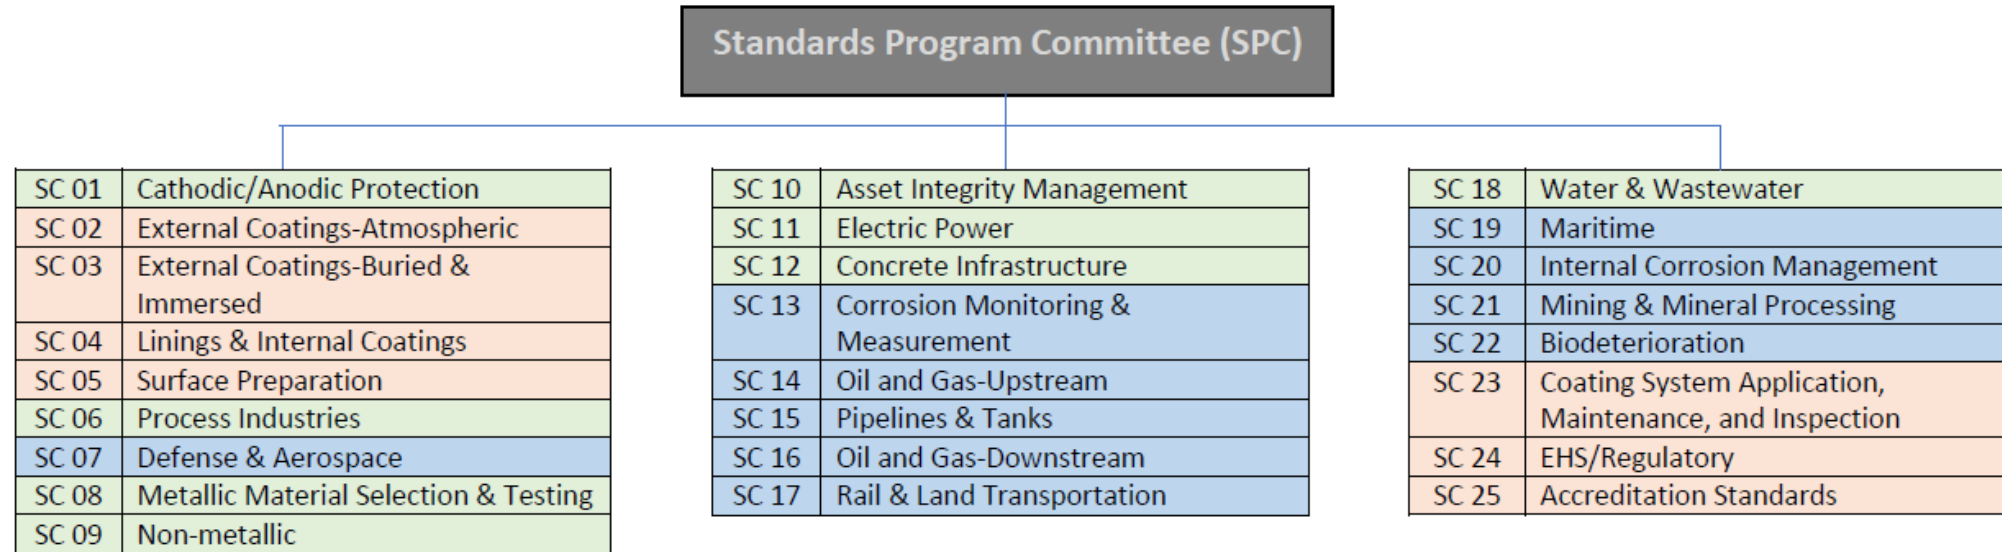 Standards Program Committee (SPC)
SC 01 Cathodic/Anodic Protection
SC 02 External Coatings-Atmospheric
SC 03 External Coatings-Buried &
Immersed
SC 04 Linings & Internal Coatings
SC 05 Surface Preparation
SC 06 Process Industries
SC 07 Defense & Aerospace
SC 08 Metallic Material Selection & Testing
SC 09 Non-metallic
SC 10 Asset Integrity Management
SC 11 Electric Power
SC 12 Concrete Infrastructure
SC 13 Corrosion Monitoring &
Measurement
SC 14 Oil and Gas-Upstream
SC 15 Pipelines & Tanks
SC 16 Oil and Gas-Downstream
SC 17 Rail & Land Transportation
SC 18 Water & Wastewater
SC 19 Maritime
SC 20 Internal Corrosion Management
SC 21 Mining & Mineral Processing
SC 22 Biodeterioration
SC 23 Coating System Application,
Maintenance, and Inspection
SC 24 EHS/Regulatory
SC 25 Accreditation Standards